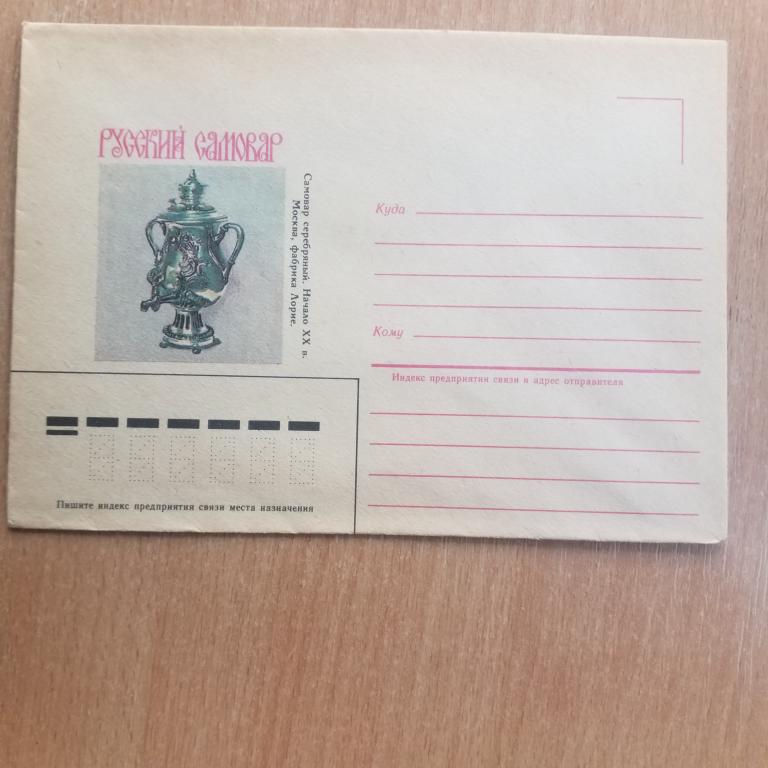 РУССКИЙ САМОВАР
Самовар серебряный. Начало XX в.
Москва, фабрика Лорие.
Куда
Кому
Индекс предприятия связи и адрес отправителя
Пишите индекс предприятия связи места назначения